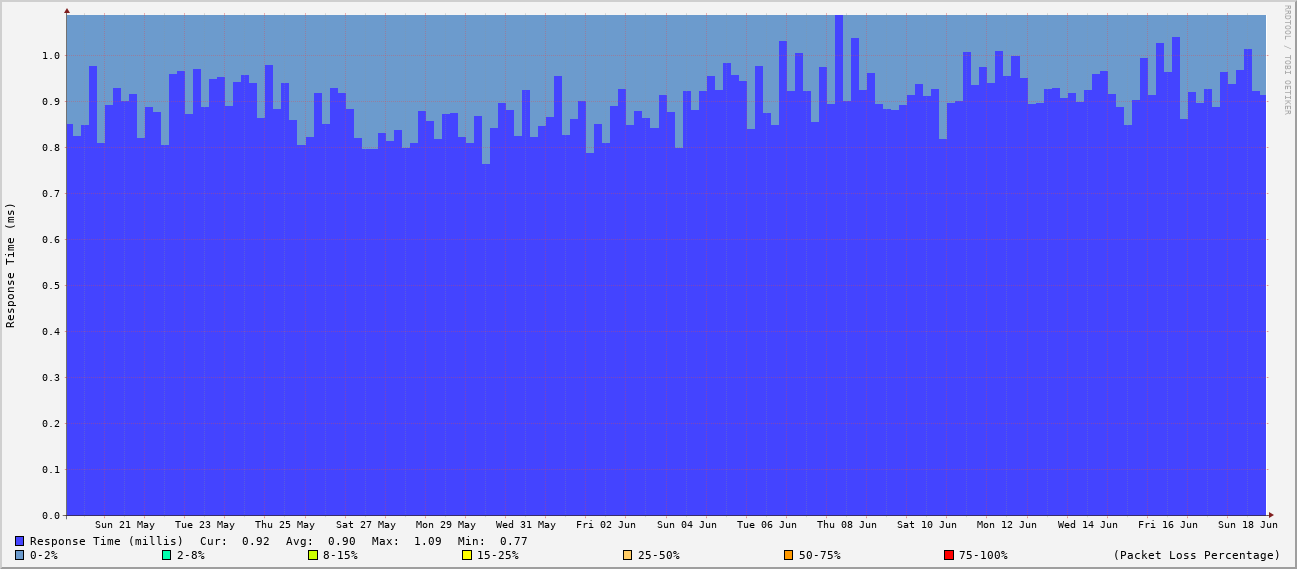 RRDTOOL / TOBI OETIKER
Response Time (ms)
1.0
0.9
0.8
0.7
0.6
0.5
0.4
0.3
0.2
0.1
0.0
Sun 21 May Tue 23 May Thu 25 May Sat 27 May Mon 29 May Wed 31 May Fri 02 Jun Sun 04 Jun Tue 06 Jun Thu 08 Jun Sat 10 Jun Mon 12 Jun Wed 14 Jun Fri 16 Jun Sun 18 Jun
Response Time (millis) Cur: 0.92 Avg: 0.90 Max: 1.09 Min: 0.77
0-2% 2-8% 8-15% 15-25% 25-50% 50-75% 75-100% (Packet Loss Percentage)